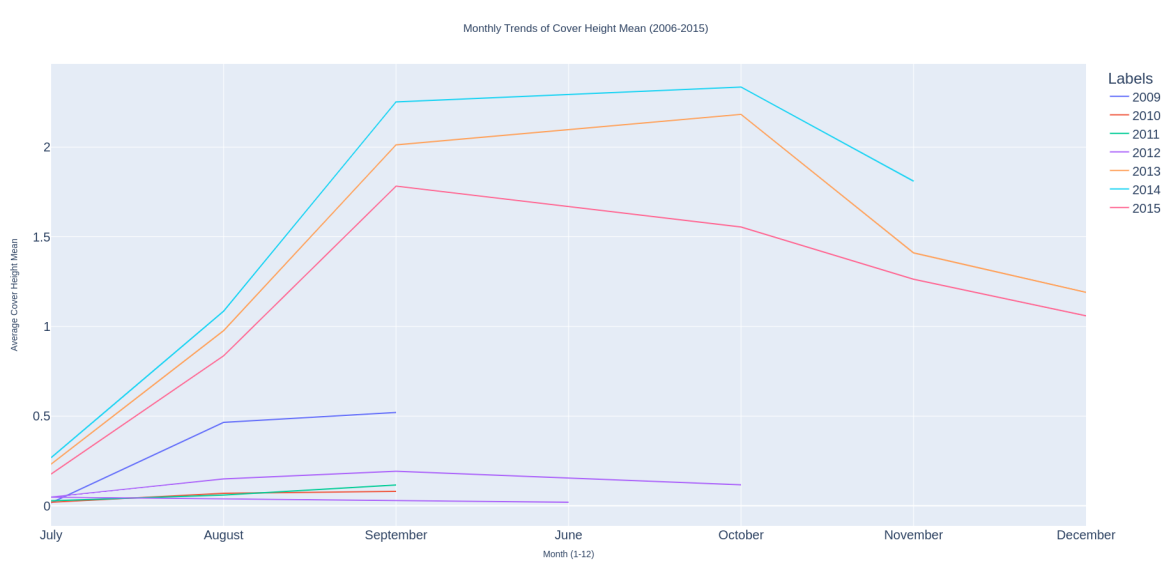 Monthly Trends of Cover Height Mean (2006-2015)
Labels
2009
2010
2011
2012
2013
2014
2015
Average Cover Height Mean
2
1.5
1
0.5
0
July August September June October November December
Month (1-12)